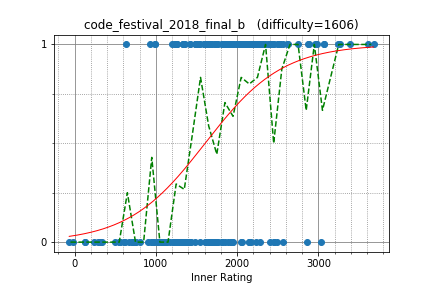 code_festival_2018_final_b (difficulty=1606)
1
0
0 1000 2000 3000
Inner Rating